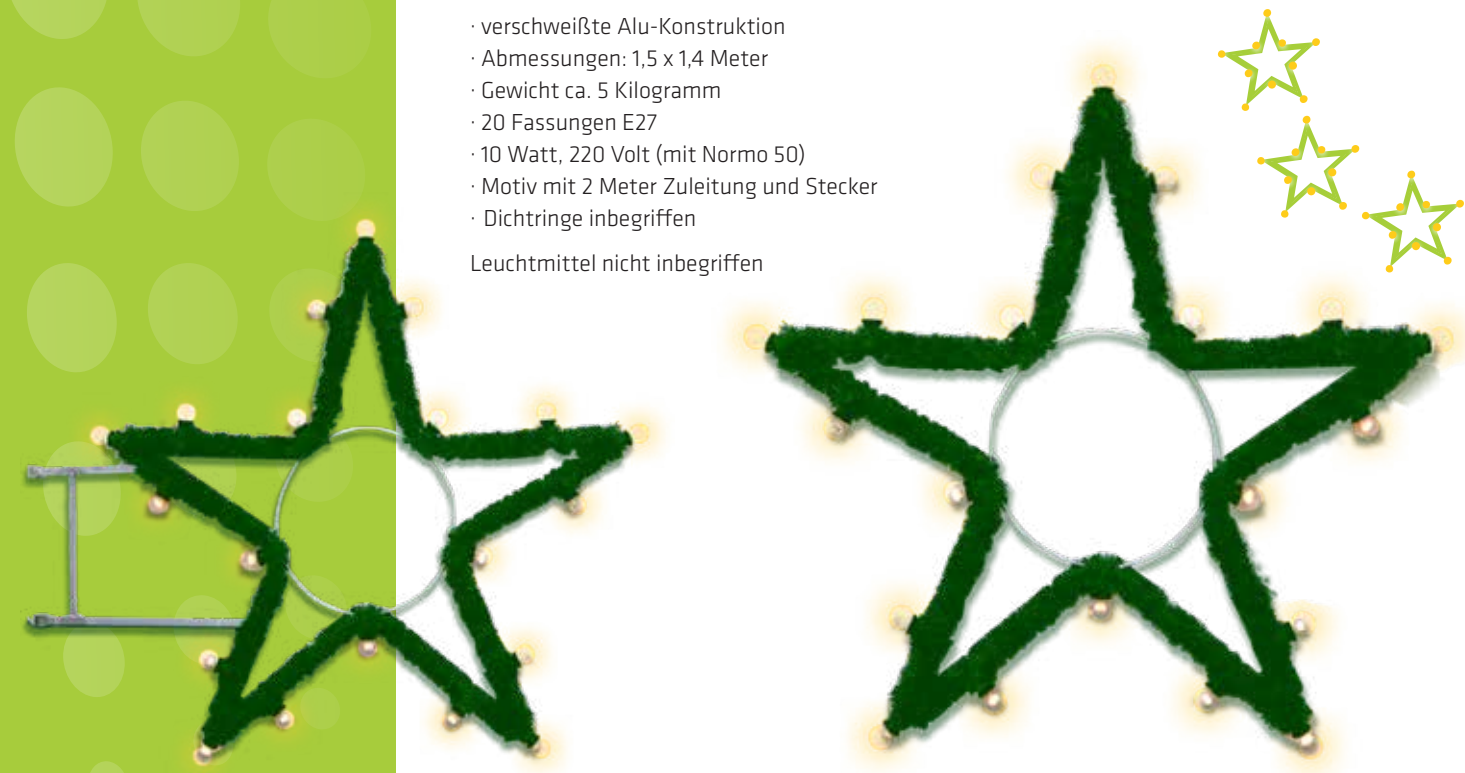 · verschweißte Alu-Konstruktion
· Abmessungen: 1,5 x 1,4 Meter
· Gewicht ca. 5 Kilogramm
· 20 Fassungen E27
· 10 Watt, 220 Volt (mit Normo 50)
· Motiv mit 2 Meter Zuleitung und Stecker
· Dichtringe inbegriffen
Leuchtmittel nicht inbegriffen